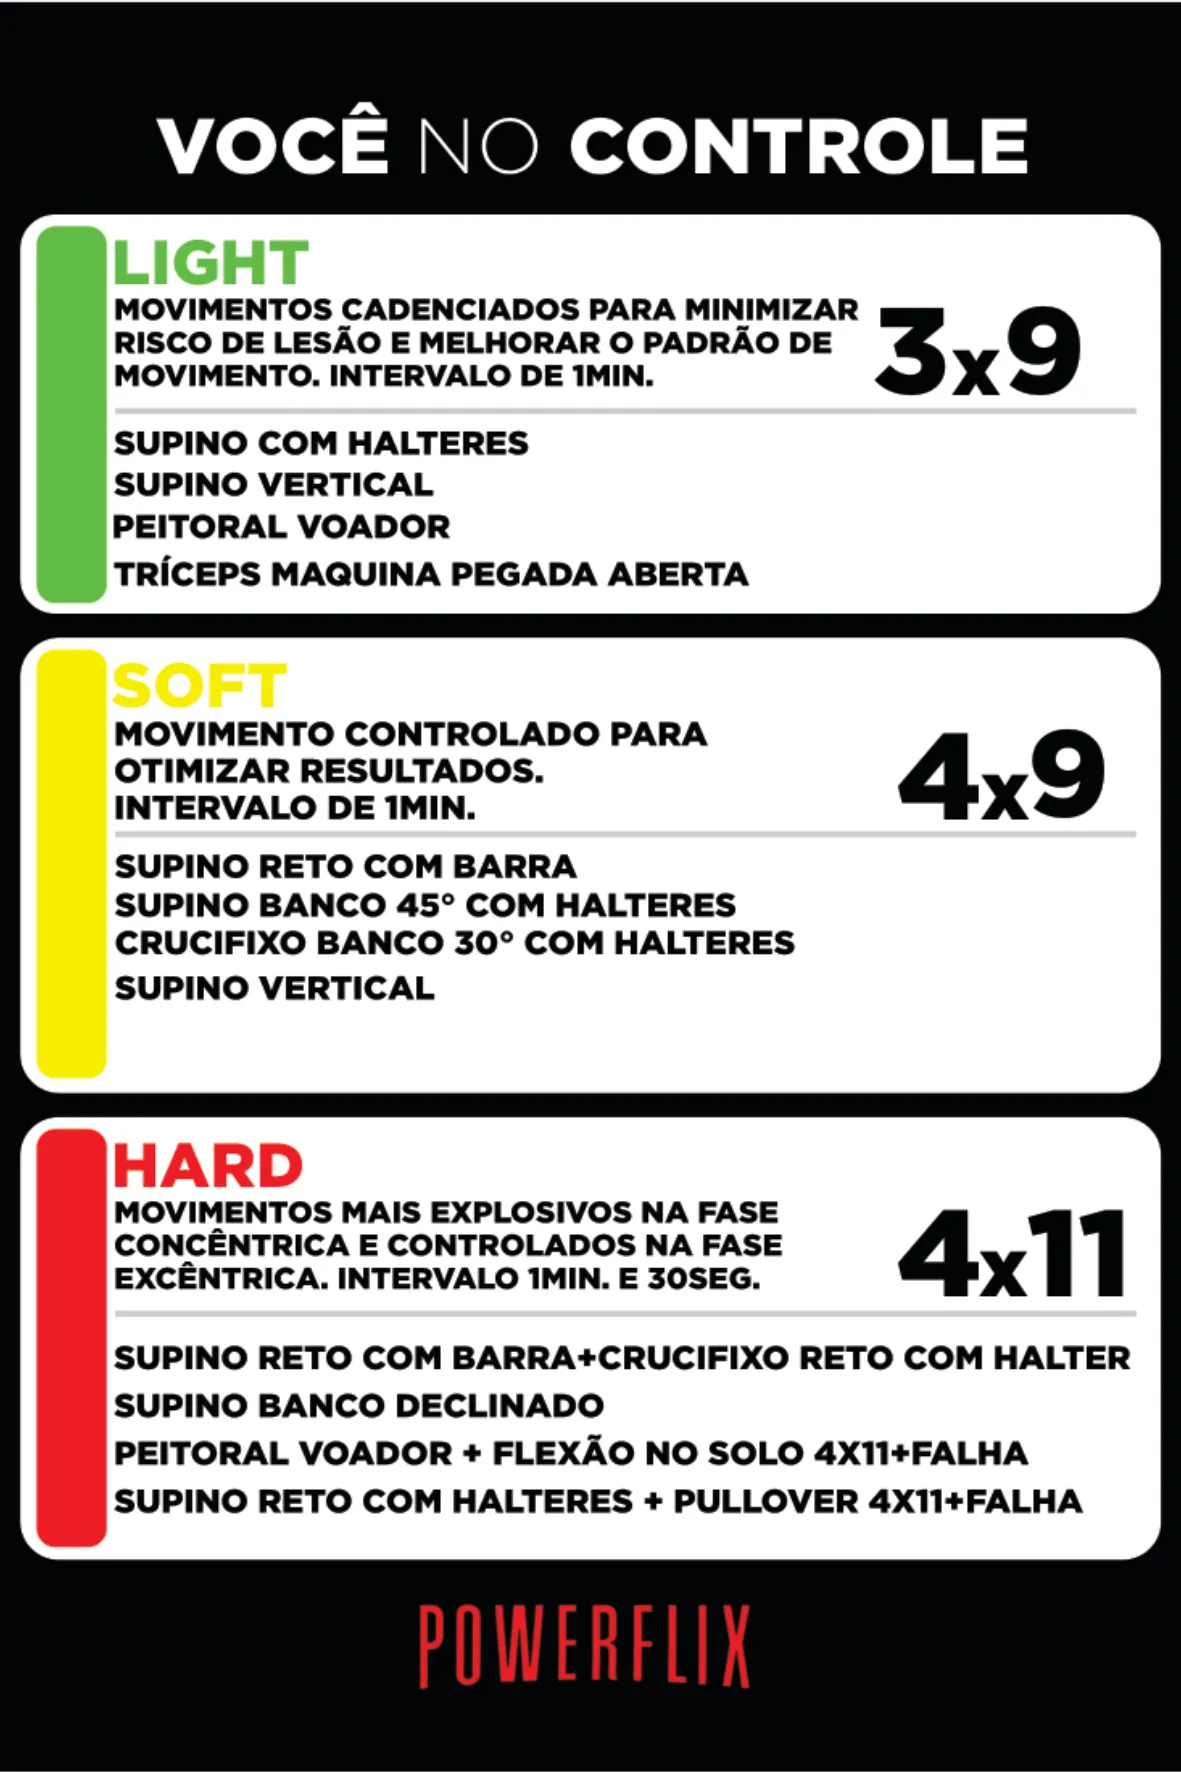 VOCÊ NO CONTROLE
LIGHT
MOVIMENTOS CADENCIADOS PARA MINIMIZAR
RISCO DE LESÃO E MELHORAR O PADRÃO DE
MOVIMENTO. INTERVALO DE 1MIN.
3x9
SUPINO COM HALTERES
SUPINO VERTICAL
PEITORAL VOADOR
TRÍCEPS MAQUINA PEGADA ABERTA
SOFT
MOVIMENTO CONTROLADO PARA
OTIMIZAR RESULTADOS.
INTERVALO DE 1MIN.
4x9
SUPINO RETO COM BARRA
SUPINO BANCO 45° COM HALTERES
CRUCIFIXO BANCO 30° COM HALTERES
SUPINO VERTICAL
HARD
MOVIMENTOS MAIS EXPLOSIVOS NA FASE
CONCÊNTRICA E CONTROLADOS NA FASE
EXCÊNTRICA. INTERVALO 1MIN. E 30SEG.
4x11
SUPINO RETO COM BARRA+CRUCIFIXO RETO COM HALTER
SUPINO BANCO DECLINADO
PEITORAL VOADOR + FLEXÃO NO SOLO 4X11+FALHA
SUPINO RETO COM HALTERES + PULLOVER 4X11+FALHA
POWERFLIX